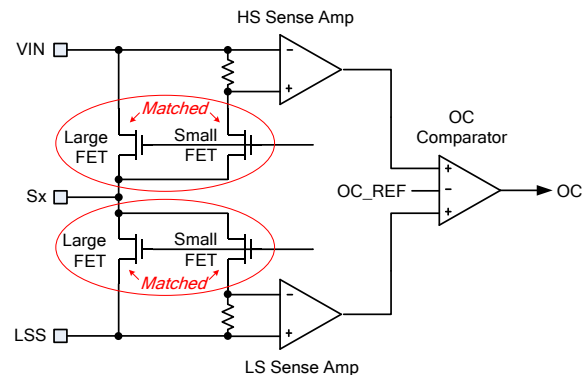 HS Sense Amp
VIN
−
+
Matched
Large
FET
Small
FET
OC
Comparator
+
−
+
OC_REF
OC
Sx
Large
FET
Small
FET
Matched
−
+
LSS
LS Sense Amp